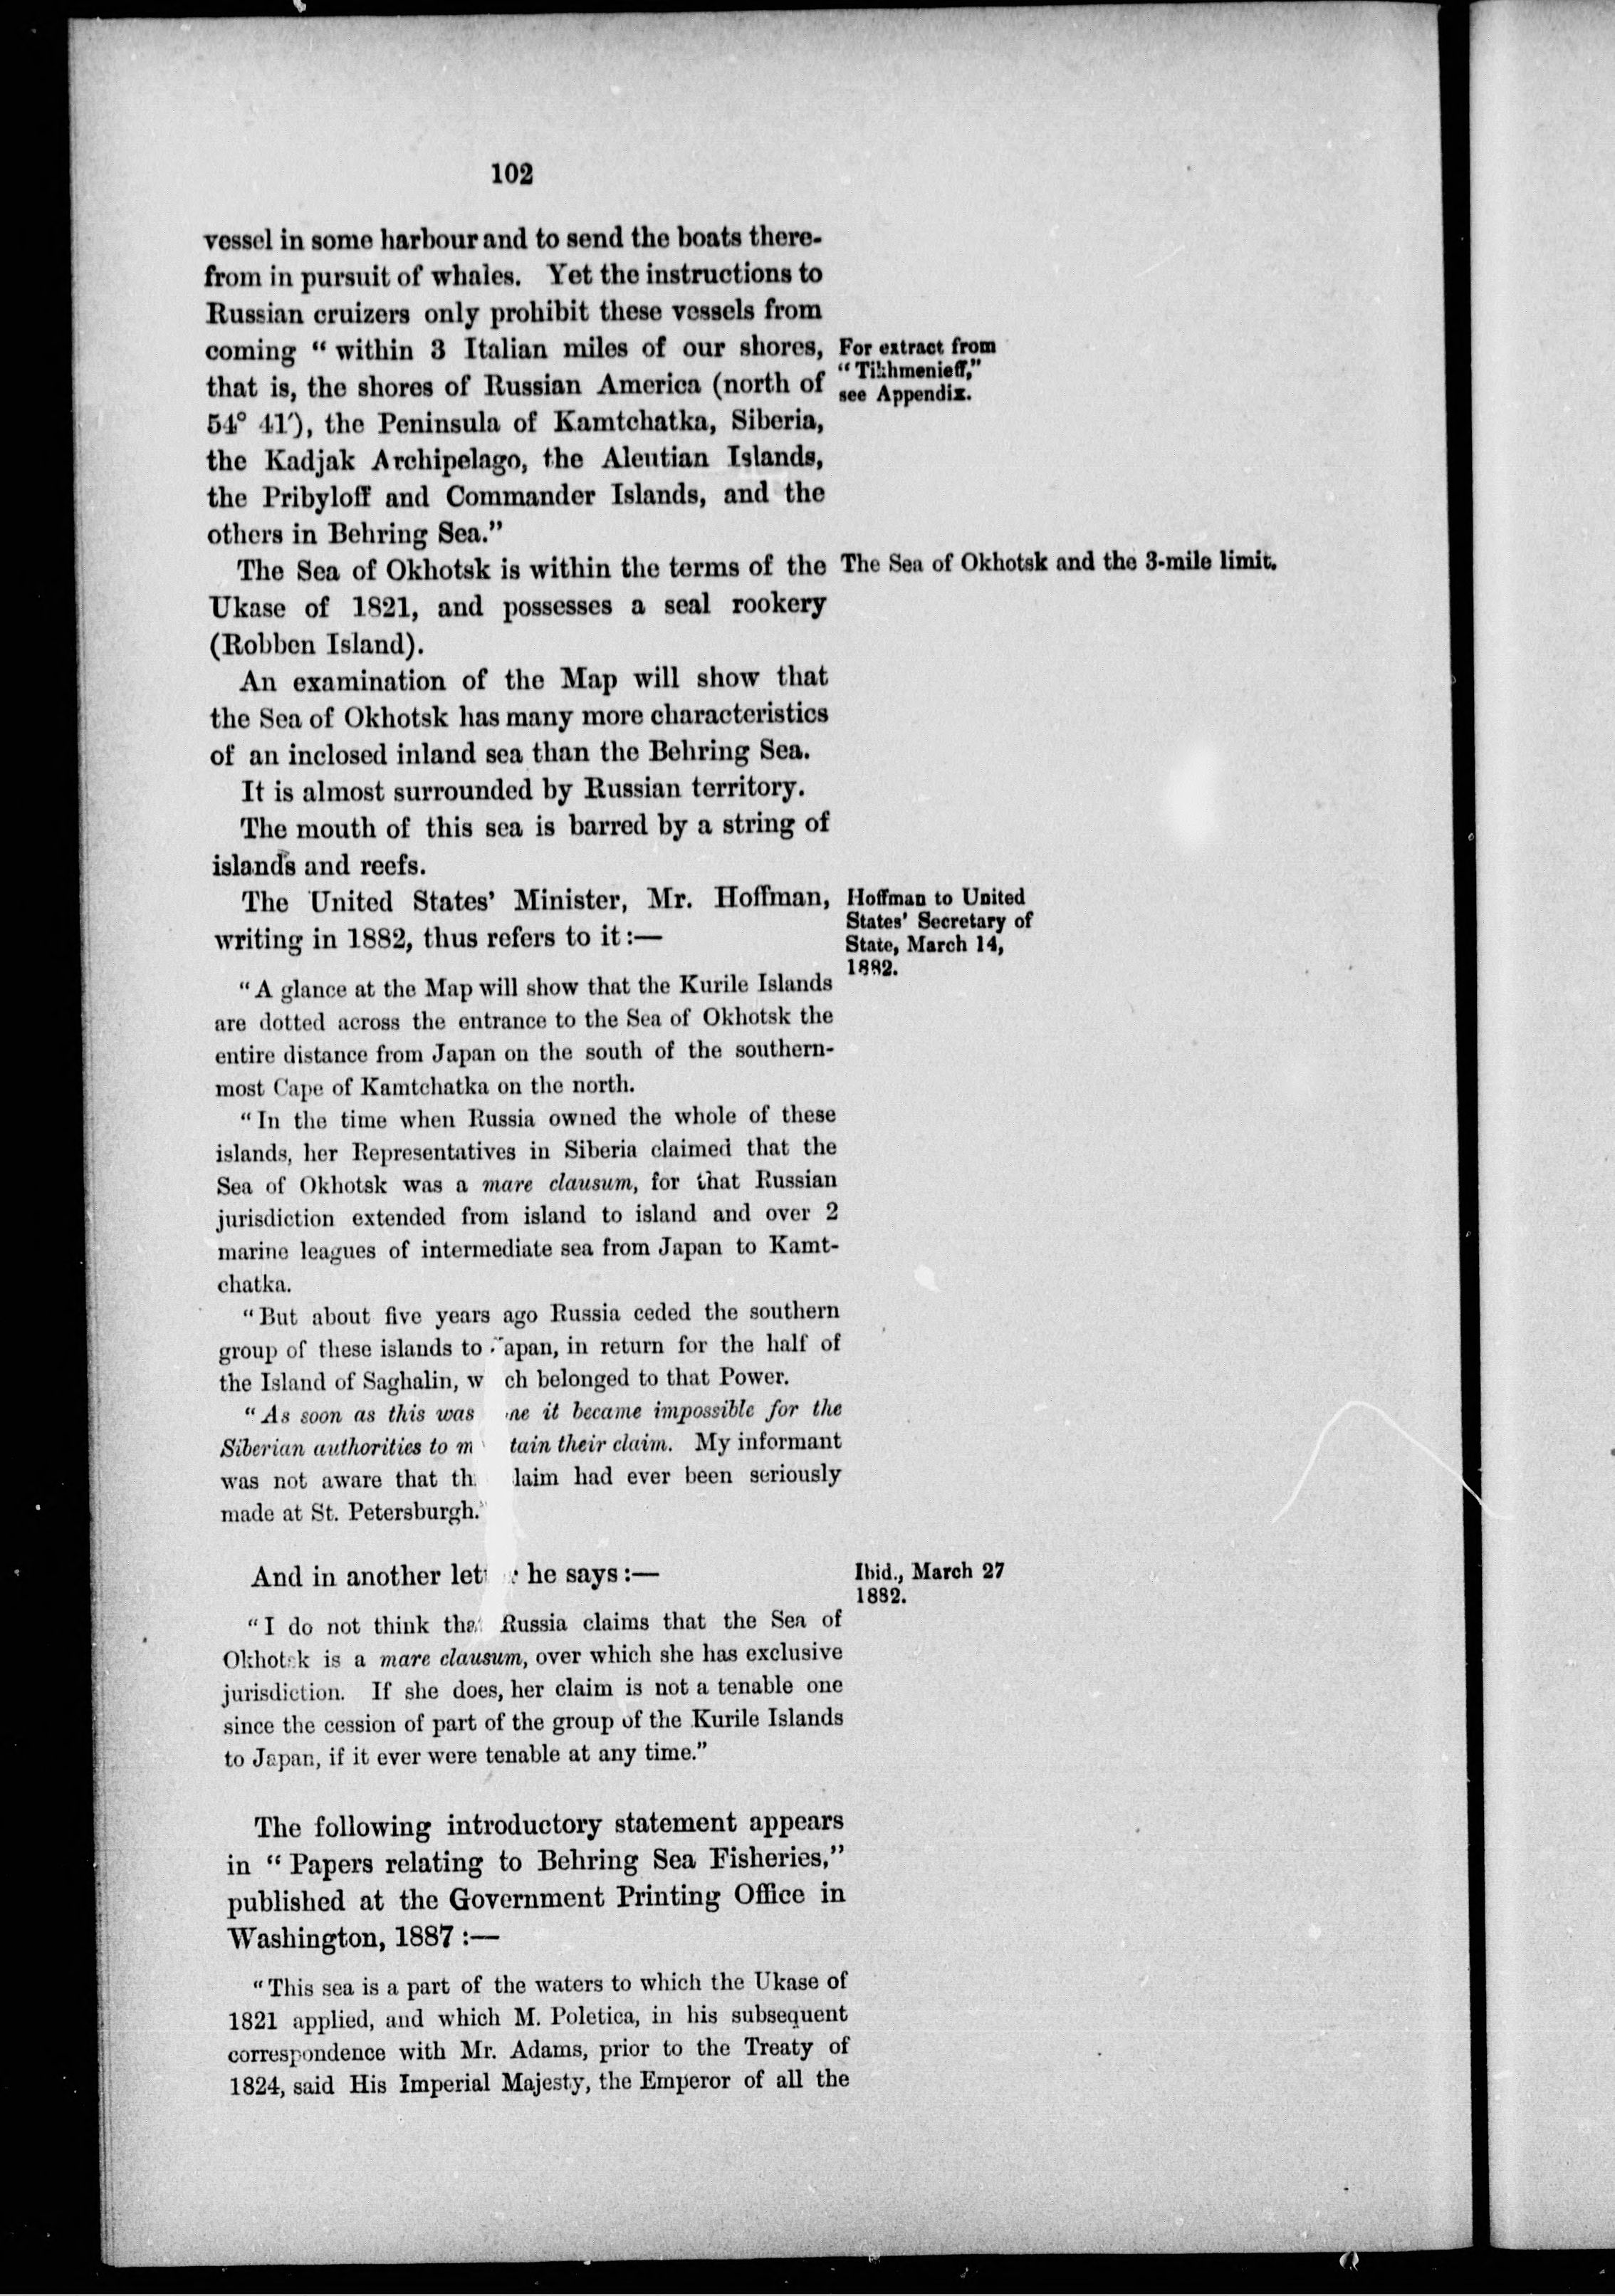 102
vessel in some harbour and to send the boats there-
from in pursuit of whales. Yet the instructions to
Russian cruizers only prohibit these vessels from
coming “ within 3 Italian miles of our shores,
that is, the shores of Russian America (north of
54° 41′), the Peninsula of Kamtchatka, Siberia,
the Kadjak Archipelago, the Aleutian Islands,
the Pribyloff and Commander Islands, and the
others in Behring Sea.”
For extract from
“ Tikhmenieff,”
see Appendix.
The Sea of Okhotsk is within the terms of the
Ukase of 1821, and possesses a seal rookery
(Robben Island).
The Sea of Okhotsk and the 3-mile limit.
An examination of the Map will show that
the Sea of Okhotsk has many more characteristics
of an inclosed inland sea than the Behring Sea.
It is almost surrounded by Russian territory.
The mouth of this sea is barred by a string of
islands and reefs.
The United States’ Minister, Mr. Hoffman,
writing in 1882, thus refers to it :—
Hoffman to United
States’ Secretary of
State, March 14,
1882.
“ A glance at the Map will show that the Kurile Islands
are dotted across the entrance to the Sea of Okhotsk the
entire distance from Japan on the south of the southern-
most Cape of Kamtchatka on the north.
“ In the time when Russia owned the whole of these
islands, her Representatives in Siberia claimed that the
Sea of Okhotsk was a mare clausum, for that Russian
jurisdiction extended from island to island and over 2
marine leagues of intermediate sea from Japan to Kamt-
chatka.
“ But about five years ago Russia ceded the southern
group of these islands to apan, in return for the half of
the Island of Saghalin, w ch belonged to that Power.
“ As soon as this was ne it became impossible for the
Siberian authorities to m tain their claim. My informant
was not aware that th laim had ever been seriously
made at St. Petersburgh.”
And in another let r he says :—
Ibid., March 27
1882.
“ I do not think that Russia claims that the Sea of
Okhotsk is a mare clausum, over which she has exclusive
jurisdiction. If she does, her claim is not a tenable one
since the cession of part of the group of the Kurile Islands
to Japan, if it ever were tenable at any time.”
The following introductory statement appears
in “ Papers relating to Behring Sea Fisheries,”
published at the Government Printing Office in
Washington, 1887 :—
“ This sea is a part of the waters to which the Ukase of
1821 applied, and which M. Poletica, in his subsequent
correspondence with Mr. Adams, prior to the Treaty of
1824, said His Imperial Majesty, the Emperor of all the